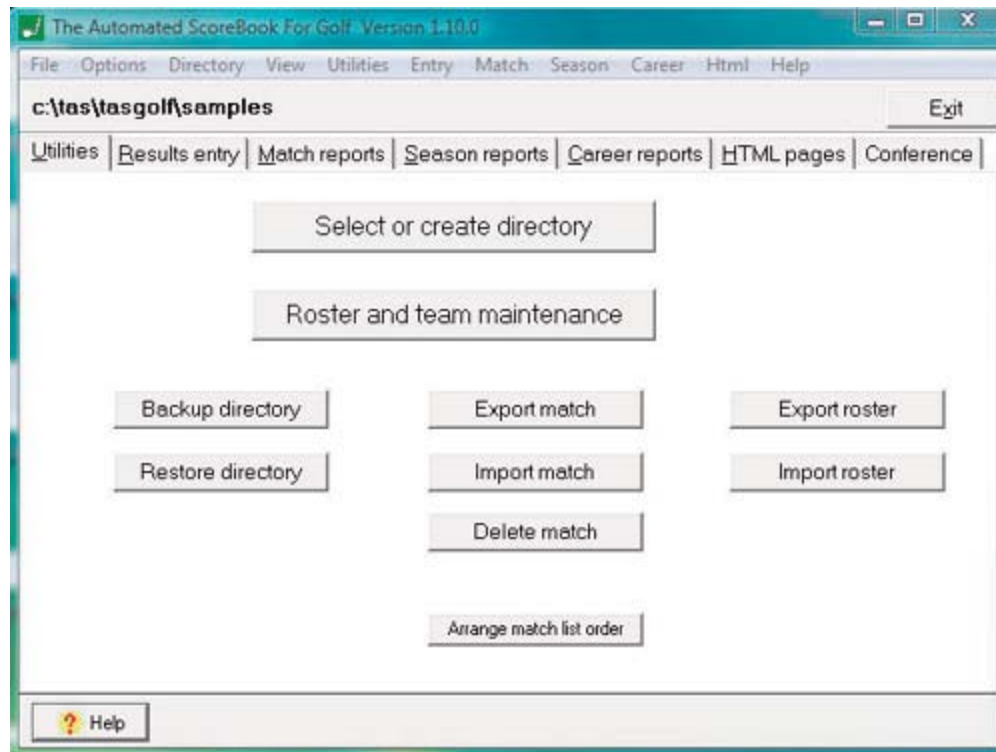 The Automated ScoreBook For Golf Version 1.10.0
File Options Directory View Utilities Entry Match Season Career Html Help
c:\tas\tasgolf\samples Exit
Utilities Results entry Match reports Season reports Career reports HTML pages Conference
Select or create directory
Roster and team maintenance
Backup directory Export match Export roster
Restore directory Import match Import roster
Delete match
Arrange match list order
? Help